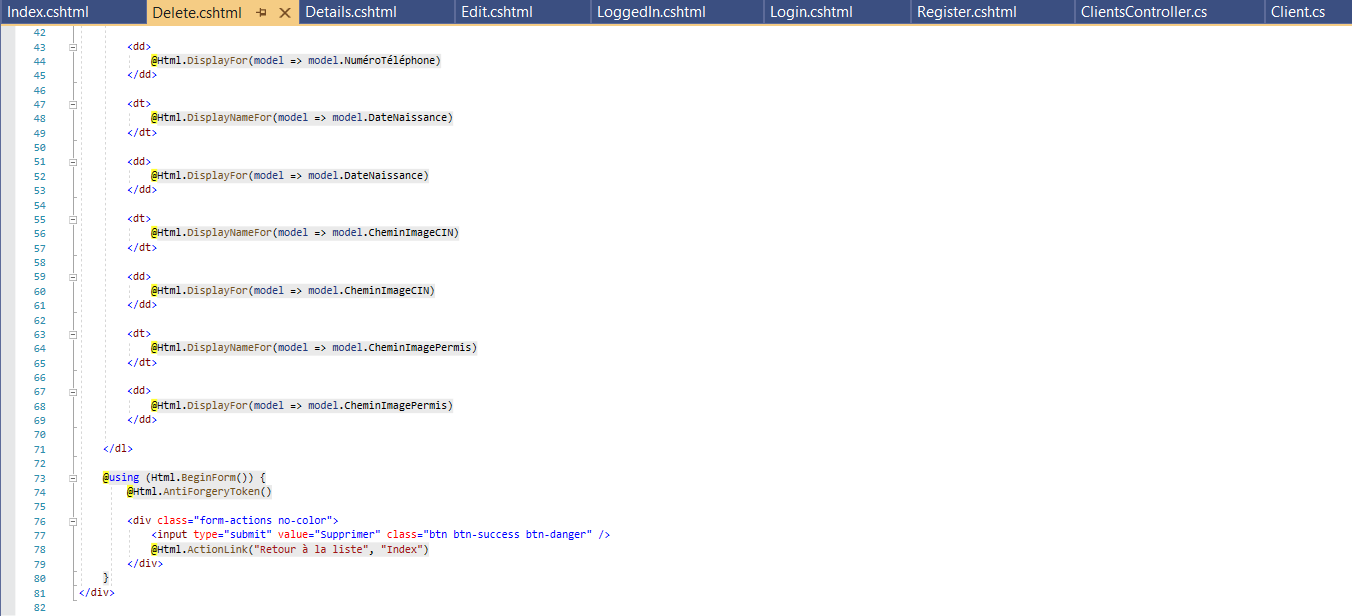 Index.cshtml Delete.cshtml Details.cshtml Edit.cshtml LoggedIn.cshtml Login.cshtml Register.cshtml ClientsController.cs Client.cs
42
43 <dd>
44 @Html.DisplayFor(model => model.NuméroTéléphone)
45 </dd>
46
47 <dt>
48 @Html.DisplayNameFor(model => model.DateNaissance)
49 </dt>
50
51 <dd>
52 @Html.DisplayFor(model => model.DateNaissance)
53 </dd>
54
55 <dt>
56 @Html.DisplayNameFor(model => model.CheminImageCIN)
57 </dt>
58
59 <dd>
60 @Html.DisplayFor(model => model.CheminImageCIN)
61 </dd>
62
63 <dt>
64 @Html.DisplayNameFor(model => model.CheminImagePermis)
65 </dt>
66
67 <dd>
68 @Html.DisplayFor(model => model.CheminImagePermis)
69 </dd>
70
71 </dl>
72
73 @using (Html.BeginForm()) {
74 @Html.AntiForgeryToken()
75
76 <div class="form-actions no-color">
77 <input type="submit" value="Supprimer" class="btn btn-success btn-danger" />
78 @Html.ActionLink("Retour à la liste", "Index")
79 </div>
80 }
81 </div>
82